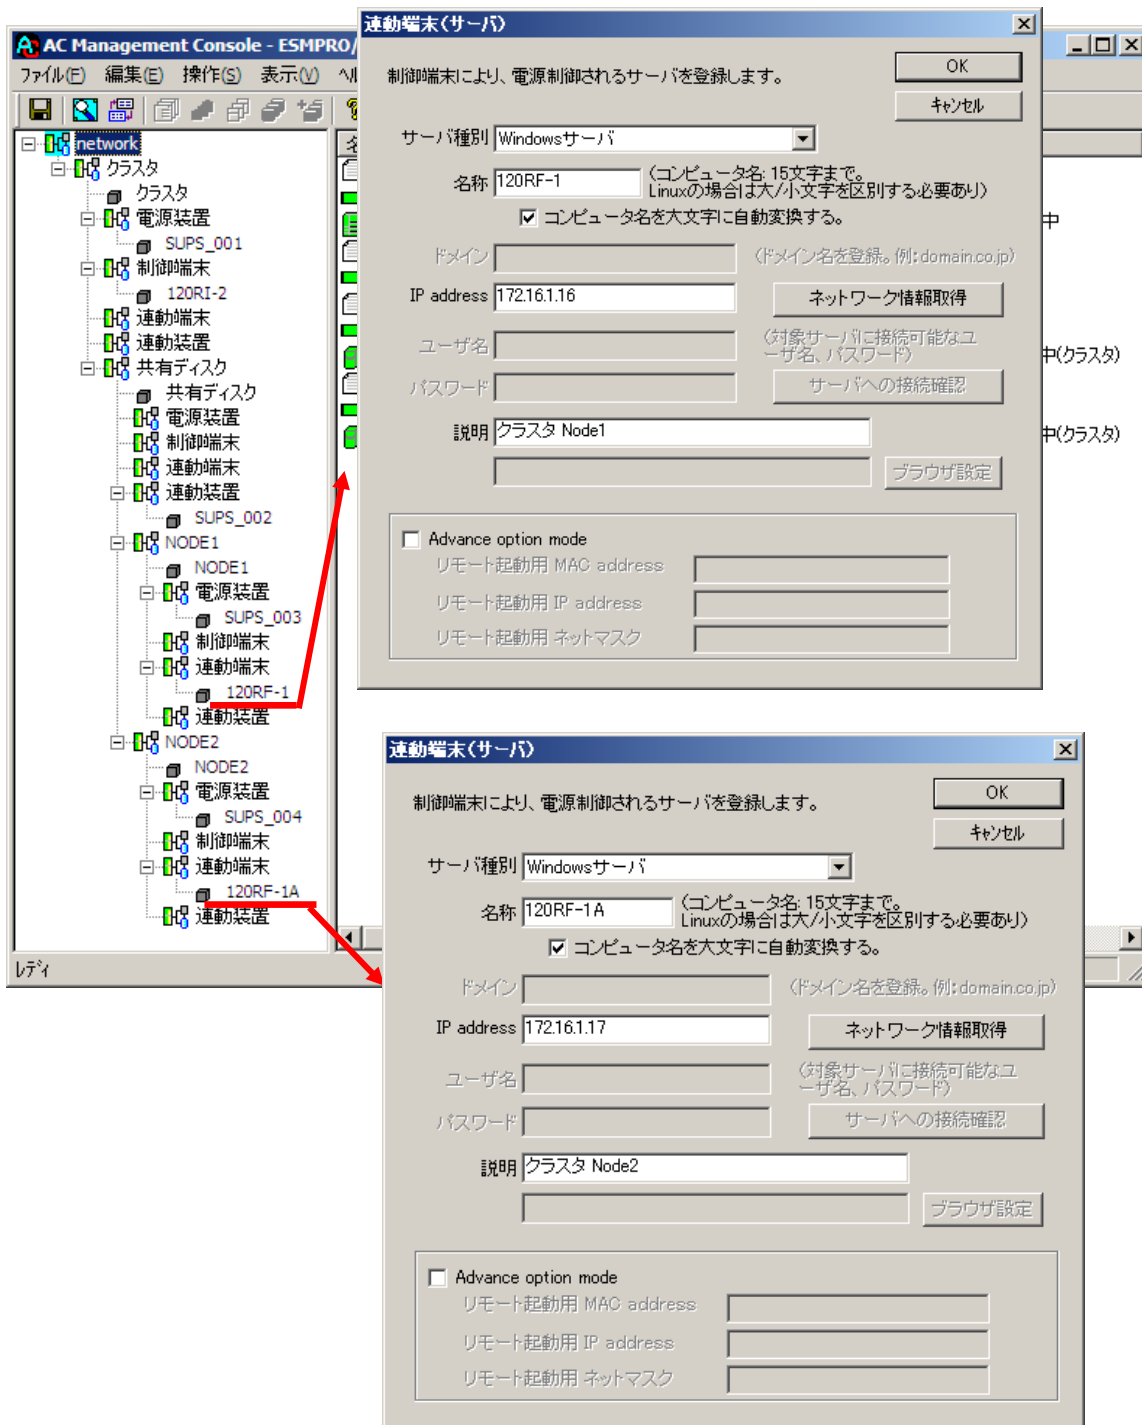 AC Management Console - ESMPRO/
ファイル(F) 編集(E) 操作(S) 表示(V)
network
クラスタ
クラスタ
電源装置
SUPS_001
制御端末
120RI-2
連動端末
連動装置
共有ディスク
共有ディスク
電源装置
制御端末
連動端末
連動装置
SUPS_002
NODE1
NODE1
電源装置
SUPS_003
制御端末
連動端末
120RF-1
連動装置
NODE2
NODE2
電源装置
SUPS_004
制御端末
連動端末
120RF-1A
連動装置
レディ
中
中(クラスタ)
中(クラスタ)
連動端末(サーバ)
制御端末により、電源制御されるサーバを登録します。
OK
キャンセル
サーバ種別 Windowsサーバ
名称 120RF-1 (コンピュータ名: 15文字まで。
Linuxの場合は大/小文字を区別する必要あり)
コンピュータ名を大文字に自動変換する。
ドメイン (ドメイン名を登録。例: domain.co.jp)
IP address 172.16.1.16 ネットワーク情報取得
ユーザ名 (対象サーバに接続可能なユ
ーザ名、パスワード)
パスワード サーバへの接続確認
説明 クラスタ Node1
ブラウザ設定
Advance option mode
リモート起動用 MAC address
リモート起動用 IP address
リモート起動用 ネットマスク
連動端末(サーバ)
制御端末により、電源制御されるサーバを登録します。
OK
キャンセル
サーバ種別 Windowsサーバ
名称 120RF-1A (コンピュータ名: 15文字まで。
Linuxの場合は大/小文字を区別する必要あり)
コンピュータ名を大文字に自動変換する。
ドメイン (ドメイン名を登録。例: domain.co.jp)
IP address 172.16.1.17 ネットワーク情報取得
ユーザ名 (対象サーバに接続可能なユ
ーザ名、パスワード)
パスワード サーバへの接続確認
説明 クラスタ Node2
ブラウザ設定
Advance option mode
リモート起動用 MAC address
リモート起動用 IP address
リモート起動用 ネットマスク